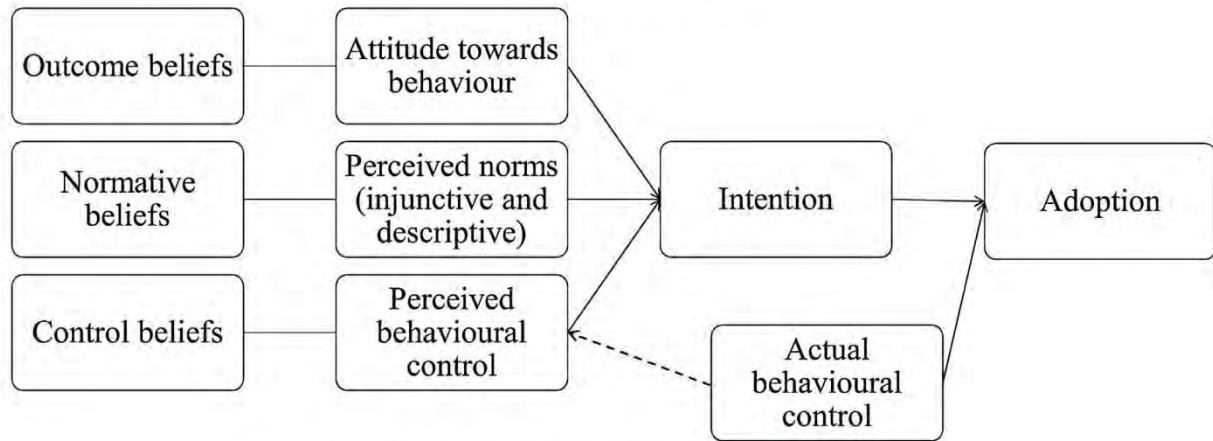 Outcome beliefs
Attitude towards
behaviour
Normative
beliefs
Perceived norms
(injunctive and
descriptive)
Intention
Adoption
Control beliefs
Perceived
behavioural
control
Actual
behavioural
control